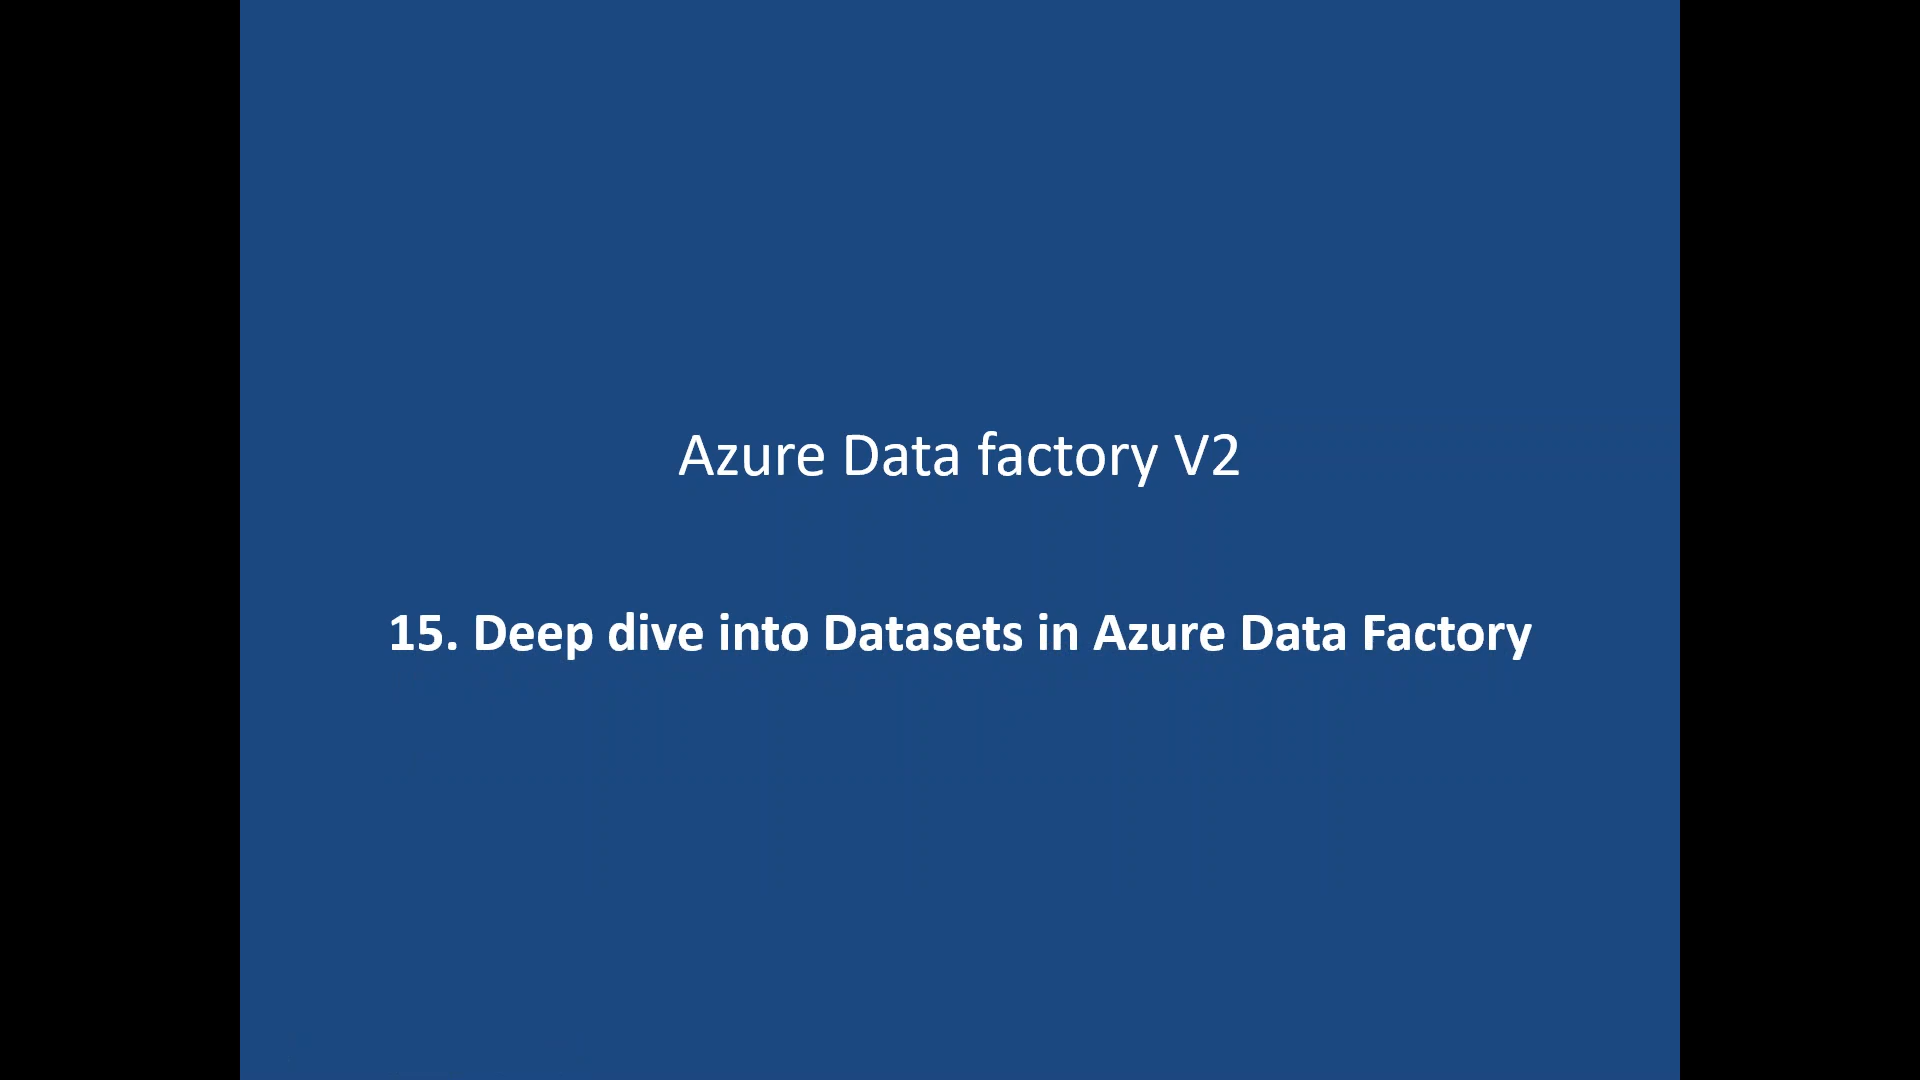 Azure Data factory V2
15. Deep dive into Datasets in Azure Data Factory